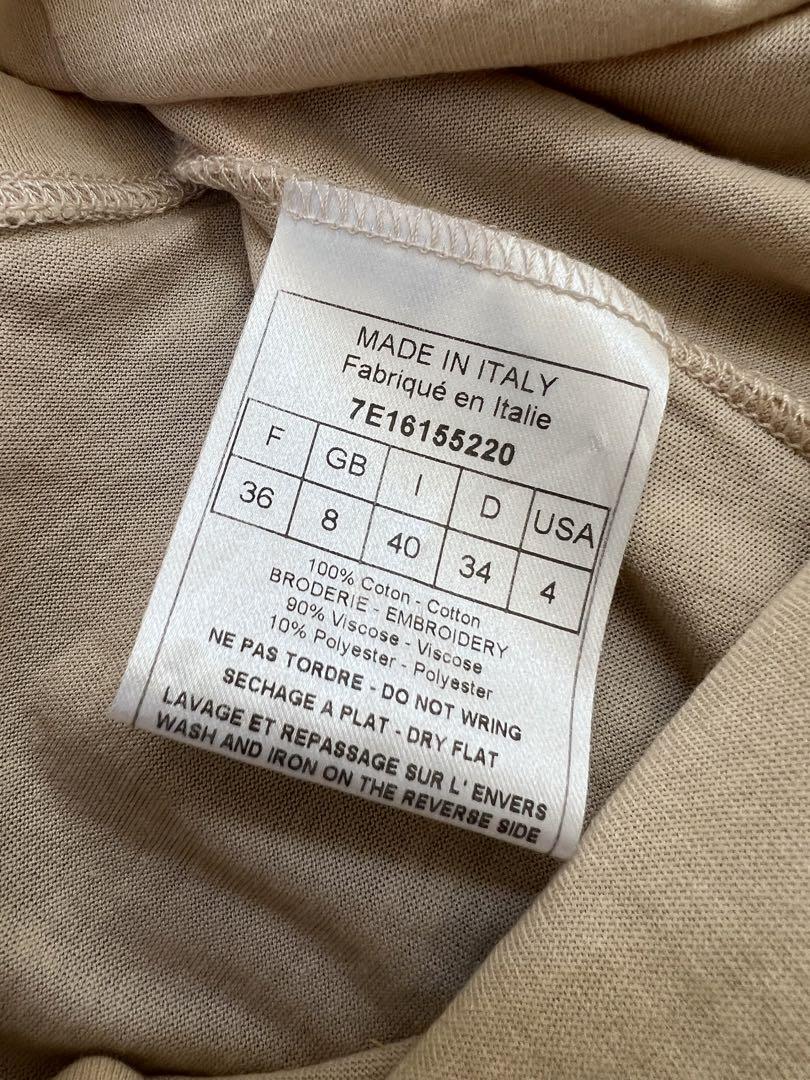 MADE IN ITALY
Fabriqué en Italie
7E16155220
F GB I D USA
36 8 40 34 4
100% Coton - Cotton
BRODERIE - EMBROIDERY
90% Viscose - Viscose
10% Polyester - Polyester
NE PAS TORDRE - DO NOT WRING
SECHAGE A PLAT - DRY FLAT
LAVAGE ET REPASSAGE SUR L' ENVERS
WASH AND IRON ON THE REVERSE SIDE